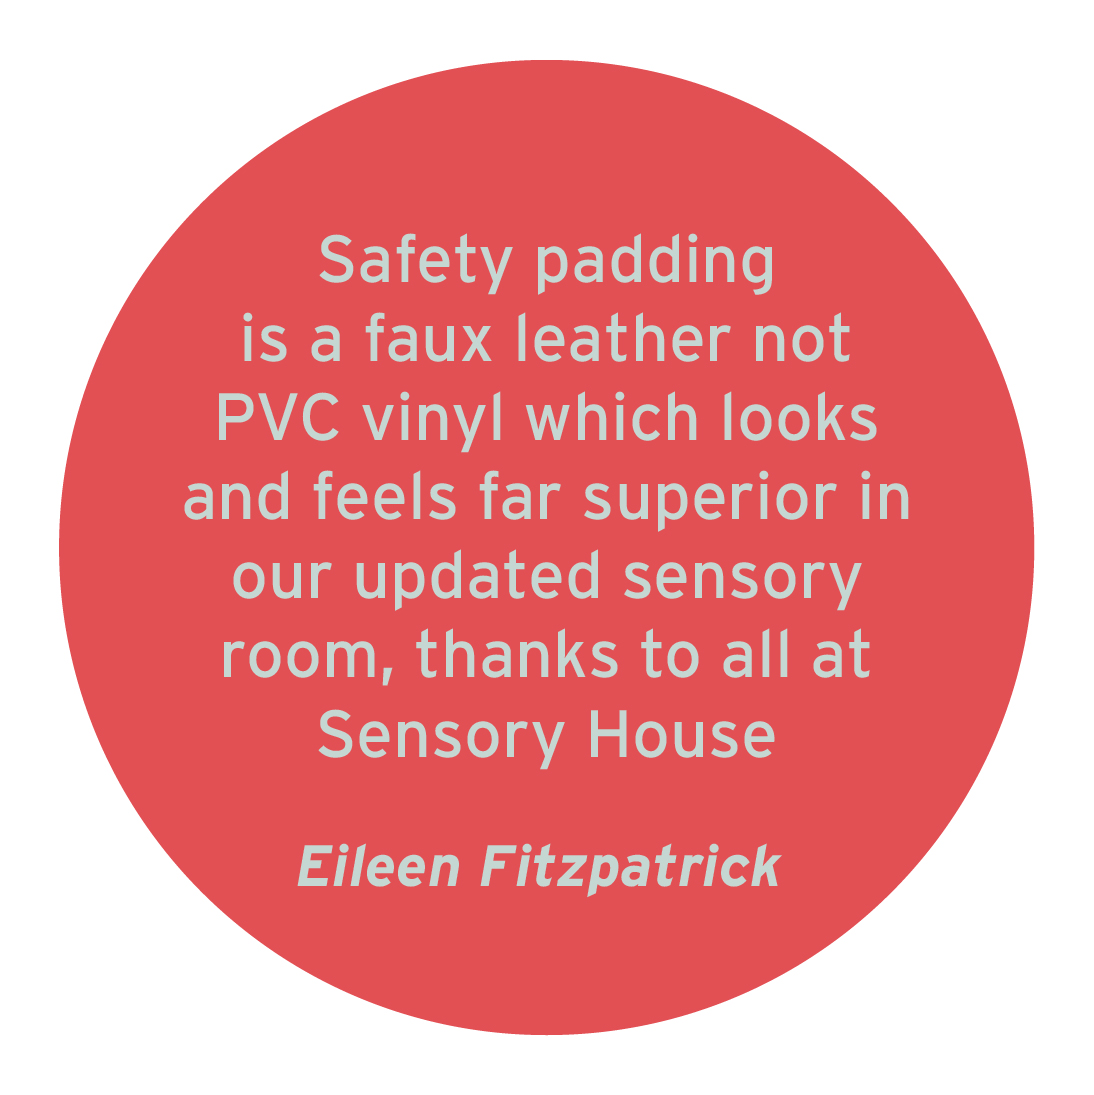 Safety padding
is a faux leather not
PVC vinyl which looks
and feels far superior in
our updated sensory
room, thanks to all at
Sensory House
Eileen Fitzpatrick